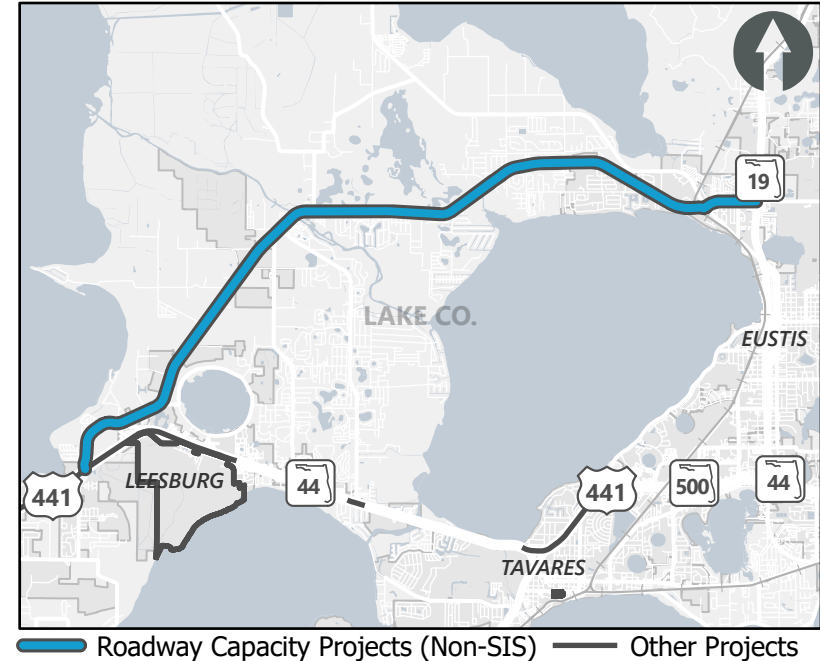 19
LAKE CO.
EUSTIS
LEESBURG
441
44
441
500
44
TAVARES
Roadway Capacity Projects (Non-SIS) Other Projects